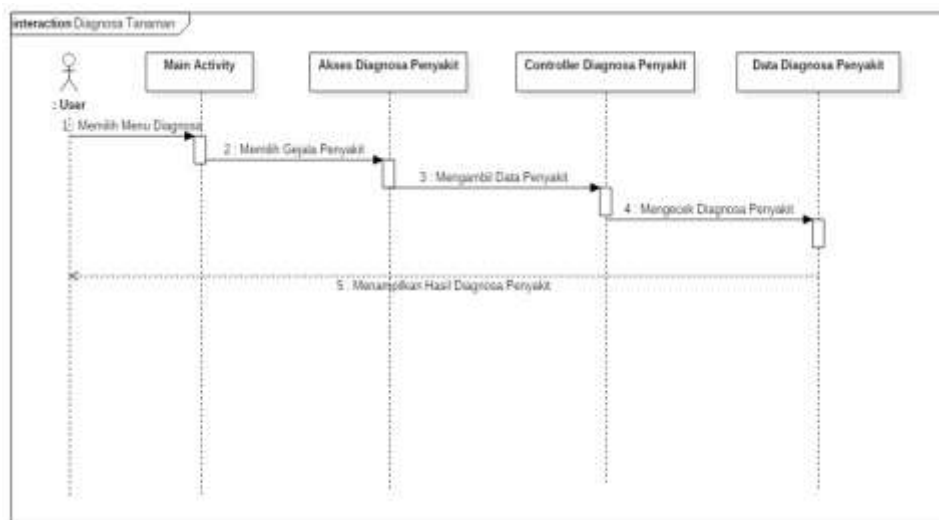 interaction Diagnosa Tanaman
Main Activity
Akses Diagnosa Penyakit
Controller Diagnosa Penyakit
Data Diagnosa Penyakit
: User
1 : Memilih Menu Diagnosa
2 : Memilih Gejala Penyakit
3 : Mengambil Data Penyakit
4 : Mengecek Diagnosa Penyakit
5 : Menampilkan Hasil Diagnosa Penyakit